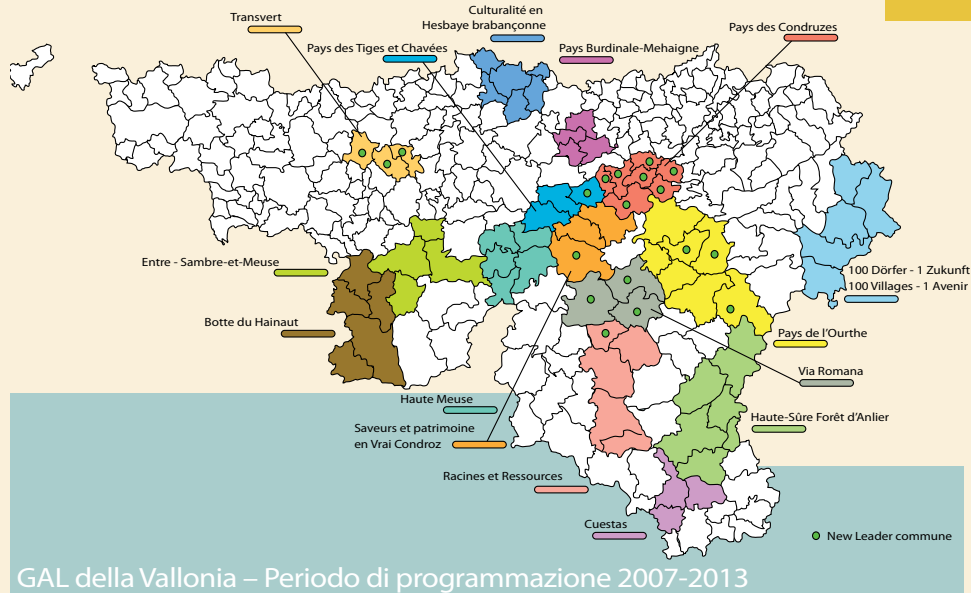 Transvert
Culturalité en
Hesbaye brabançonne
Pays des Condruzes
Pays des Tiges et Chavées
Pays Burdinale-Mehaigne
Entre - Sambre-et-Meuse
100 Dörfer - 1 Zukunft
100 Villages - 1 Avenir
Botte du Hainaut
Pays de l'Ourthe
Via Romana
Haute Meuse
Haute-Sûre Forêt d'Anlier
Saveurs et patrimoine
en Vrai Condroz
Racines et Ressources
Cuestas
New Leader commune
GAL della Vallonia – Periodo di programmazione 2007-2013